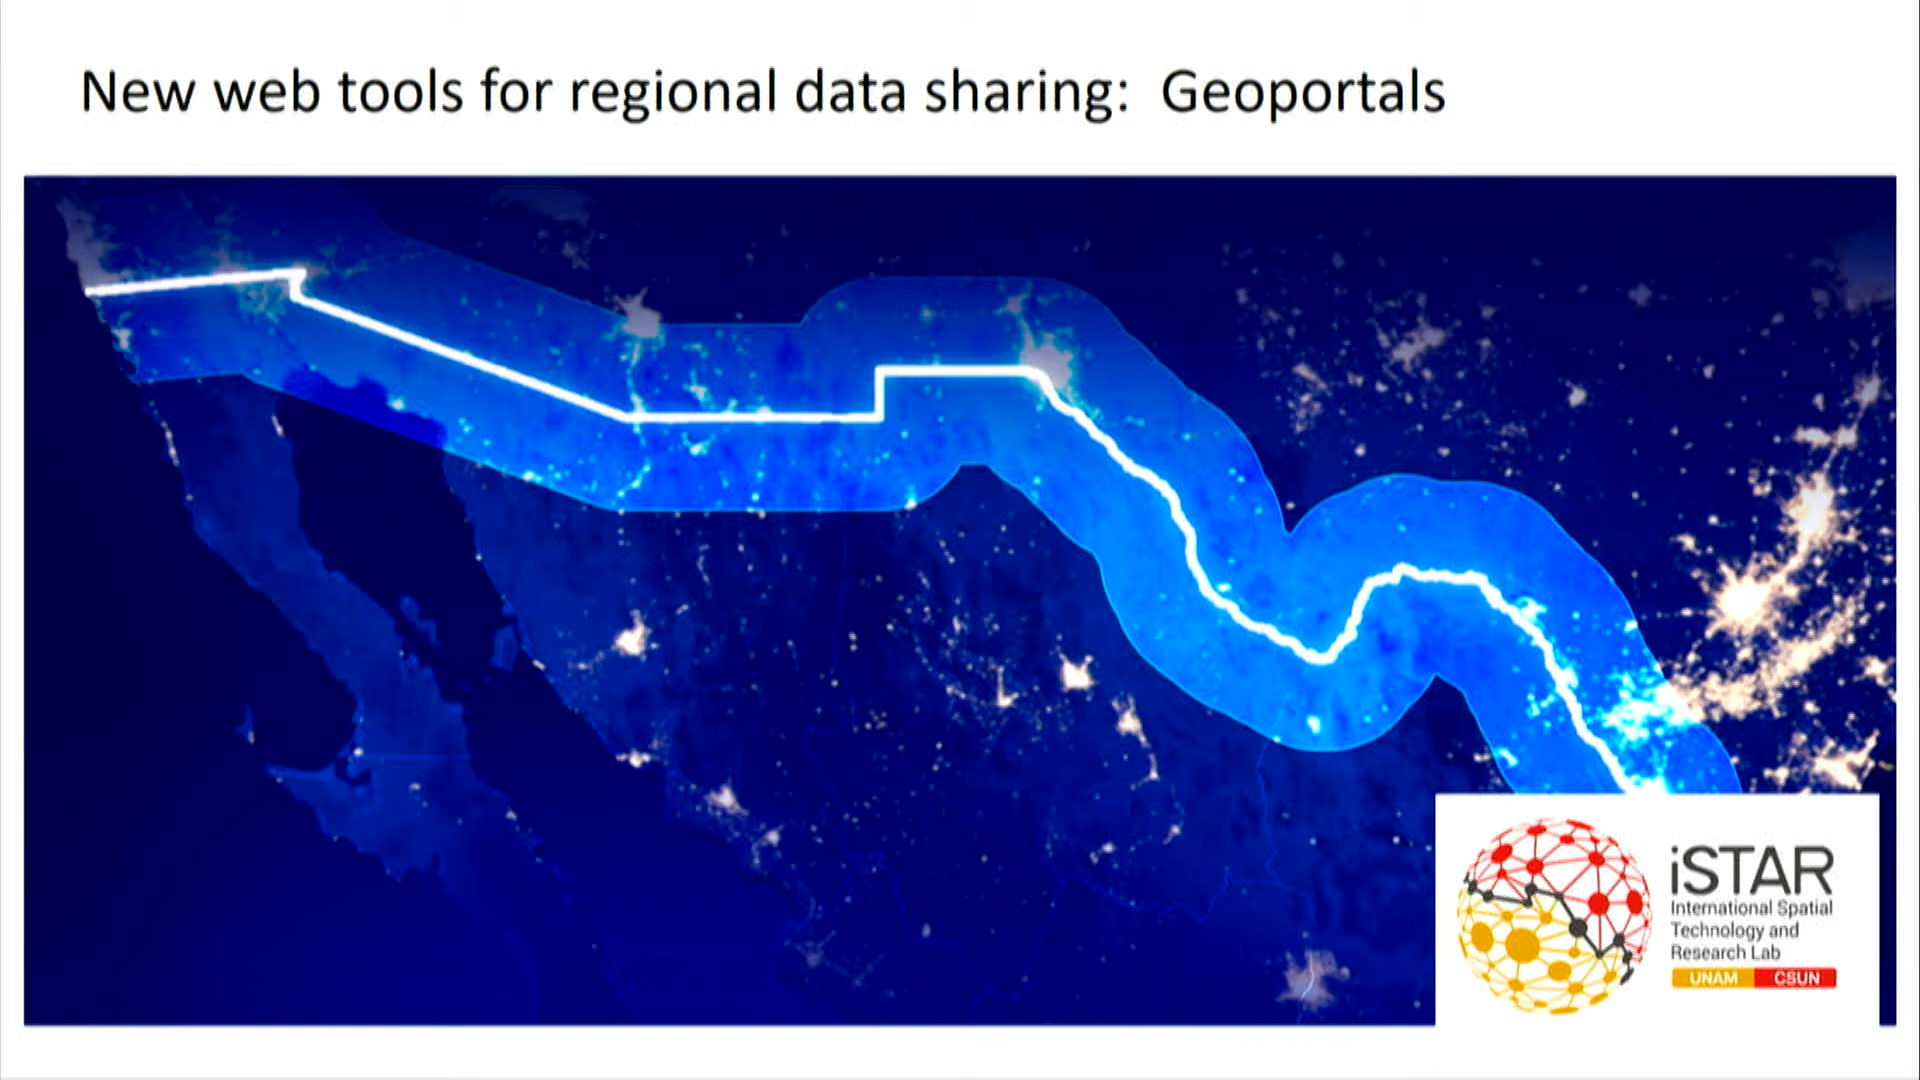 New web tools for regional data sharing: Geoportals
iSTAR
International Spatial
Technology and
Research Lab
UNAM CSUN